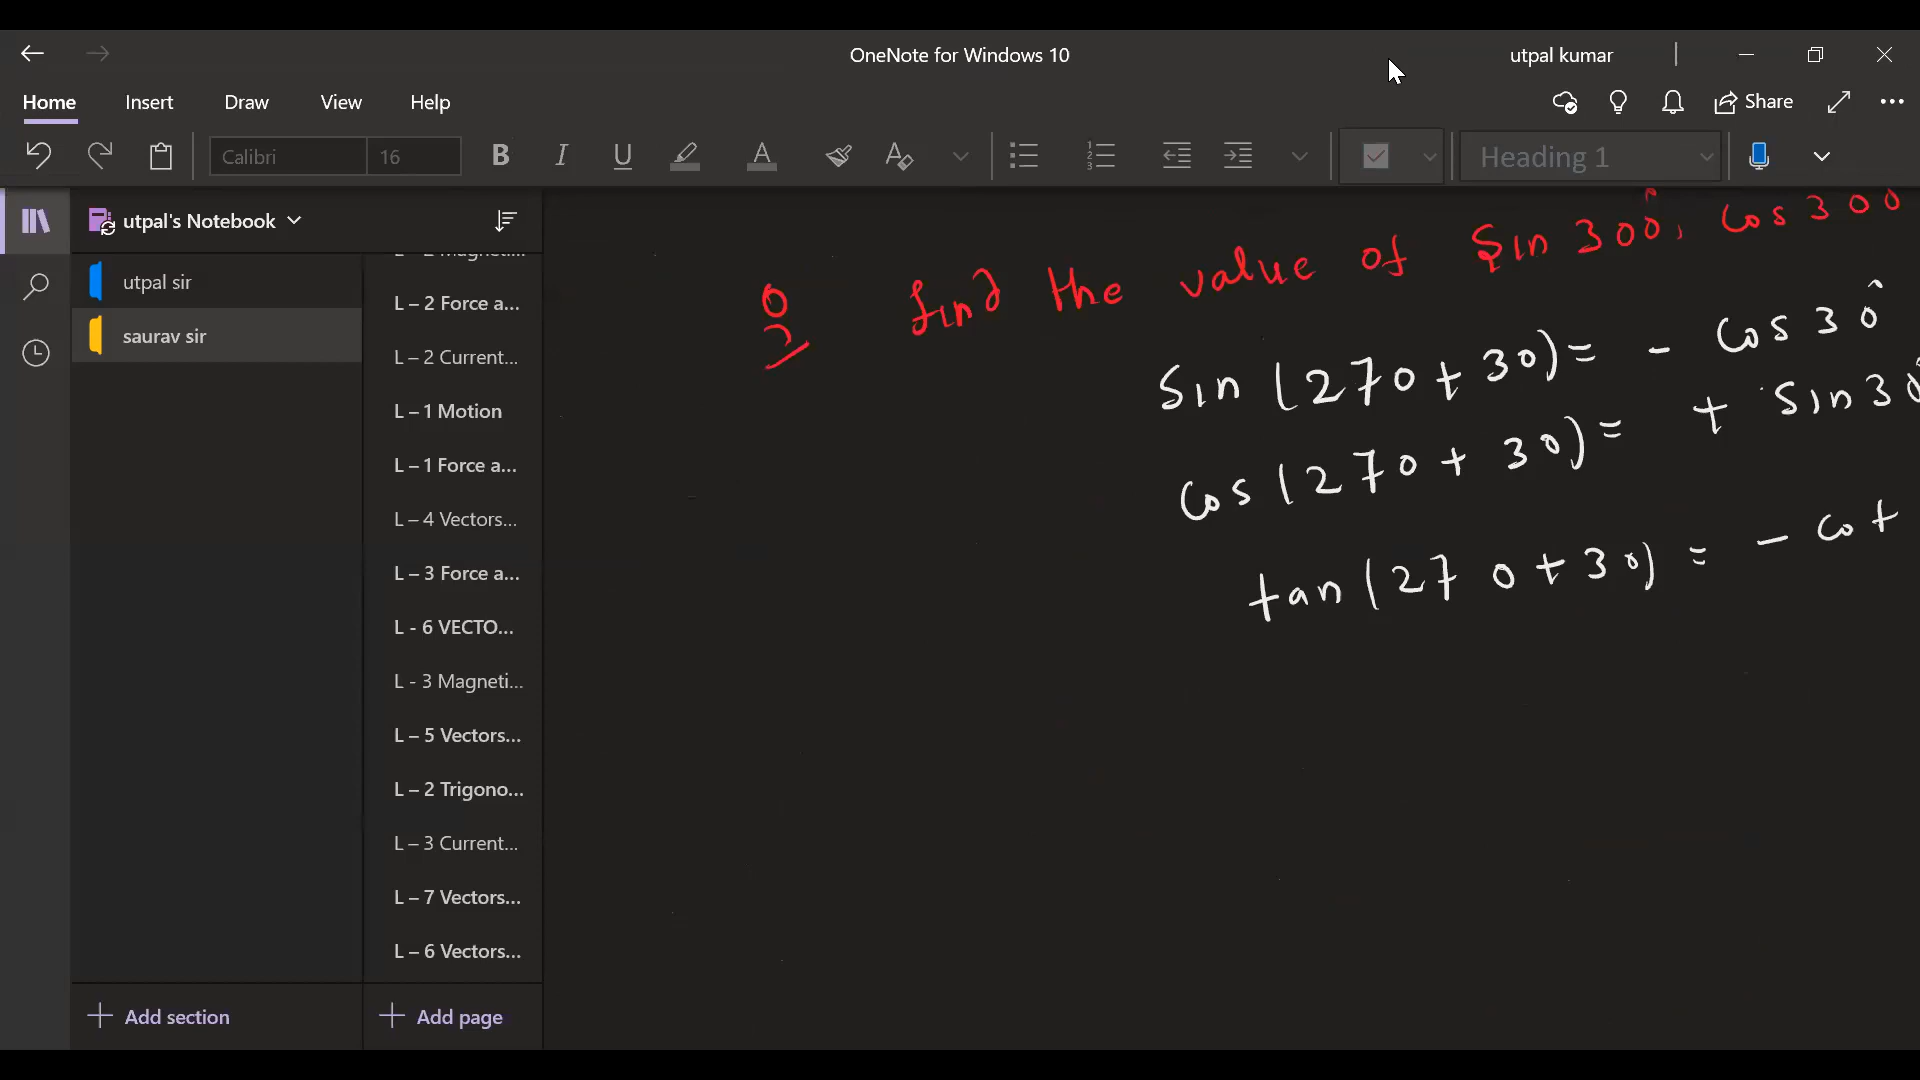 OneNote for Windows 10
utpal kumar
Home Insert Draw View Help
Share
Calibri 16 B I U A A Heading 1
utpal's Notebook
utpal sir
saurav sir
L – 2 Force a...
L – 2 Current...
L – 1 Motion
L – 1 Force a...
L – 4 Vectors...
L – 3 Force a...
L - 6 VECTO...
L - 3 Magneti...
L – 5 Vectors...
L – 2 Trigono...
L – 3 Current...
L – 7 Vectors...
L – 6 Vectors...
Add section
Add page
Q find the value of Sin 300°, Cos 300
Sin (270 + 30) = - Cos 30°
Cos (270 + 30) = + Sin 30°
tan (270 + 30) = - cot